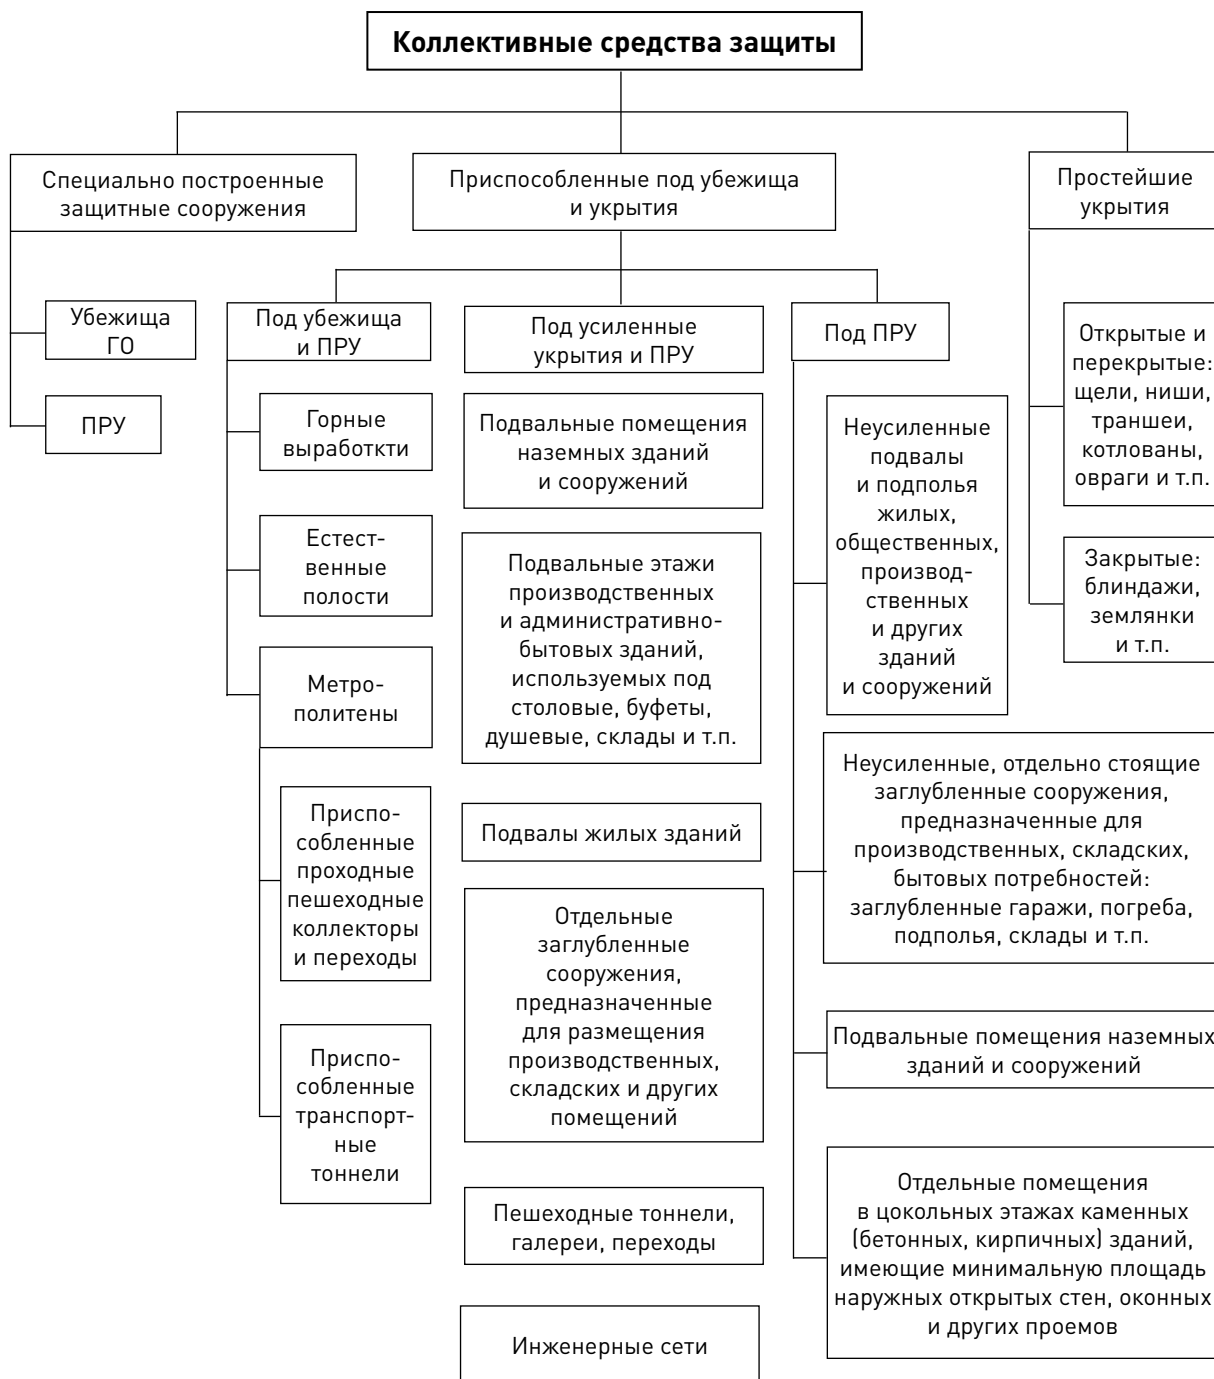 Коллективные средства защиты
Специально построенные
защитные сооружения
Приспособленные под убежища
и укрытия
Простейшие
укрытия
Убежища
ГО
ПРУ
Под убежища
и ПРУ
Горные
выработкти
Естест-
венные
полости
Метро-
политены
Приспо-
собленные
проходные
пешеходные
коллекторы
и переходы
Приспо-
собленные
транспорт-
ные
тоннели
Под усиленные
укрытия и ПРУ
Подвальные помещения
наземных зданий
и сооружений
Подвальные этажи
производственных
и административно-
бытовых зданий,
используемых под
столовые, буфеты,
душевые, склады и т.п.
Подвалы жилых зданий
Отдельные
заглубленные
сооружения,
предназначенные
для размещения
производственных,
складских и других
помещений
Пешеходные тоннели,
галереи, переходы
Инженерные сети
Под ПРУ
Неусиленные
подвалы
и подполья
жилых,
общественных,
производ-
ственных
и других
зданий
и сооружений
Неусиленные, отдельно стоящие
заглубленные сооружения,
предназначенные для
производственных, складских,
бытовых потребностей:
заглубленные гаражи, погреба,
подполья, склады и т.п.
Подвальные помещения наземных
зданий и сооружений
Отдельные помещения
в цокольных этажах каменных
(бетонных, кирпичных) зданий,
имеющие минимальную площадь
наружных открытых стен, оконных
и других проемов
Открытые и
перекрытые:
щели, ниши,
траншеи,
котлованы,
овраги и т.п.
Закрытые:
блиндажи,
землянки
и т.п.